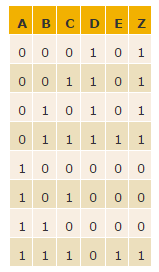 A B C D E Z
0 0 0 1 0 1
0 0 1 1 0 1
0 1 0 1 0 1
0 1 1 1 1 1
1 0 0 0 0 0
1 0 1 0 0 0
1 1 0 0 0 0
1 1 1 0 1 1